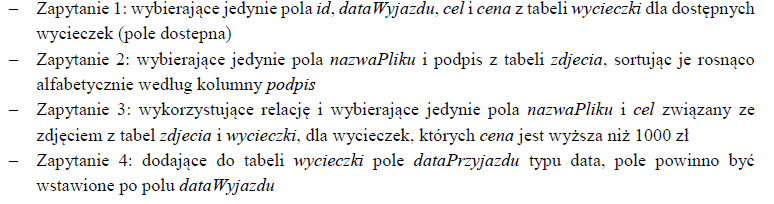 – Zapytanie 1: wybierające jedynie pola id, dataWyjazdu, cel i cena z tabeli wycieczki dla dostępnych
wycieczek (pole dostepna)
– Zapytanie 2: wybierające jedynie pola nazwaPliku i podpis z tabeli zdjecia, sortując je rosnąco
alfabetycznie według kolumny podpis
– Zapytanie 3: wykorzystujące relację i wybierające jedynie pola nazwaPliku i cel związany ze
zdjęciem z tabel zdjecia i wycieczki, dla wycieczek, których cena jest wyższa niż 1000 zł
– Zapytanie 4: dodające do tabeli wycieczki pole dataPrzyjazdu typu data, pole powinno być
wstawione po polu dataWyjazdu